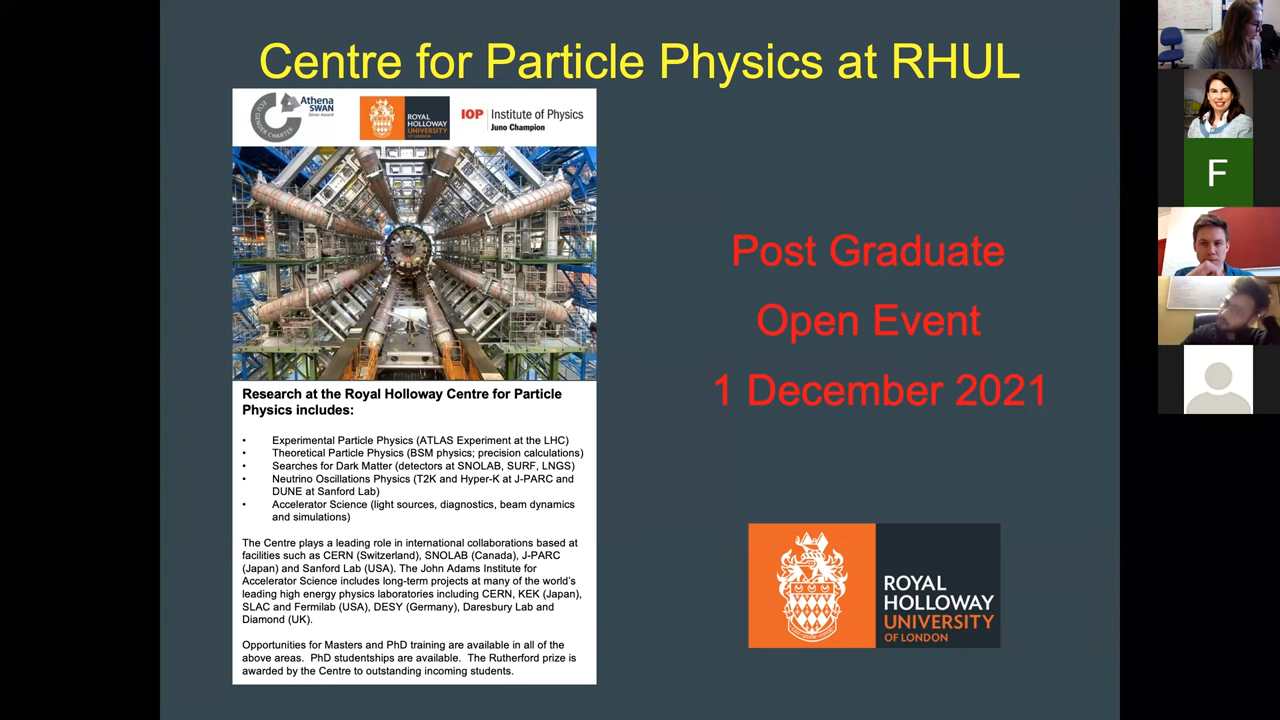 Centre for Particle Physics at RHUL
ECU GENDER CHARTER
Athena
SWAN
Silver Award
ROYAL
HOLLOWAY
UNIVERSITY
OF LONDON
IOP Institute of Physics
Juno Champion
Research at the Royal Holloway Centre for Particle
Physics includes:
• Experimental Particle Physics (ATLAS Experiment at the LHC)
• Theoretical Particle Physics (BSM physics; precision calculations)
• Searches for Dark Matter (detectors at SNOLAB, SURF, LNGS)
• Neutrino Oscillations Physics (T2K and Hyper-K at J-PARC and
DUNE at Sanford Lab)
• Accelerator Science (light sources, diagnostics, beam dynamics
and simulations)
The Centre plays a leading role in international collaborations based at
facilities such as CERN (Switzerland), SNOLAB (Canada), J-PARC
(Japan) and Sanford Lab (USA). The John Adams Institute for
Accelerator Science includes long-term projects at many of the world's
leading high energy physics laboratories including CERN, KEK (Japan),
SLAC and Fermilab (USA), DESY (Germany), Daresbury Lab and
Diamond (UK).
Opportunities for Masters and PhD training are available in all of the
above areas. PhD studentships are available. The Rutherford prize is
awarded by the Centre to outstanding incoming students.
Post Graduate
Open Event
1 December 2021
ROYAL
HOLLOWAY
UNIVERSITY
OF LONDON
F